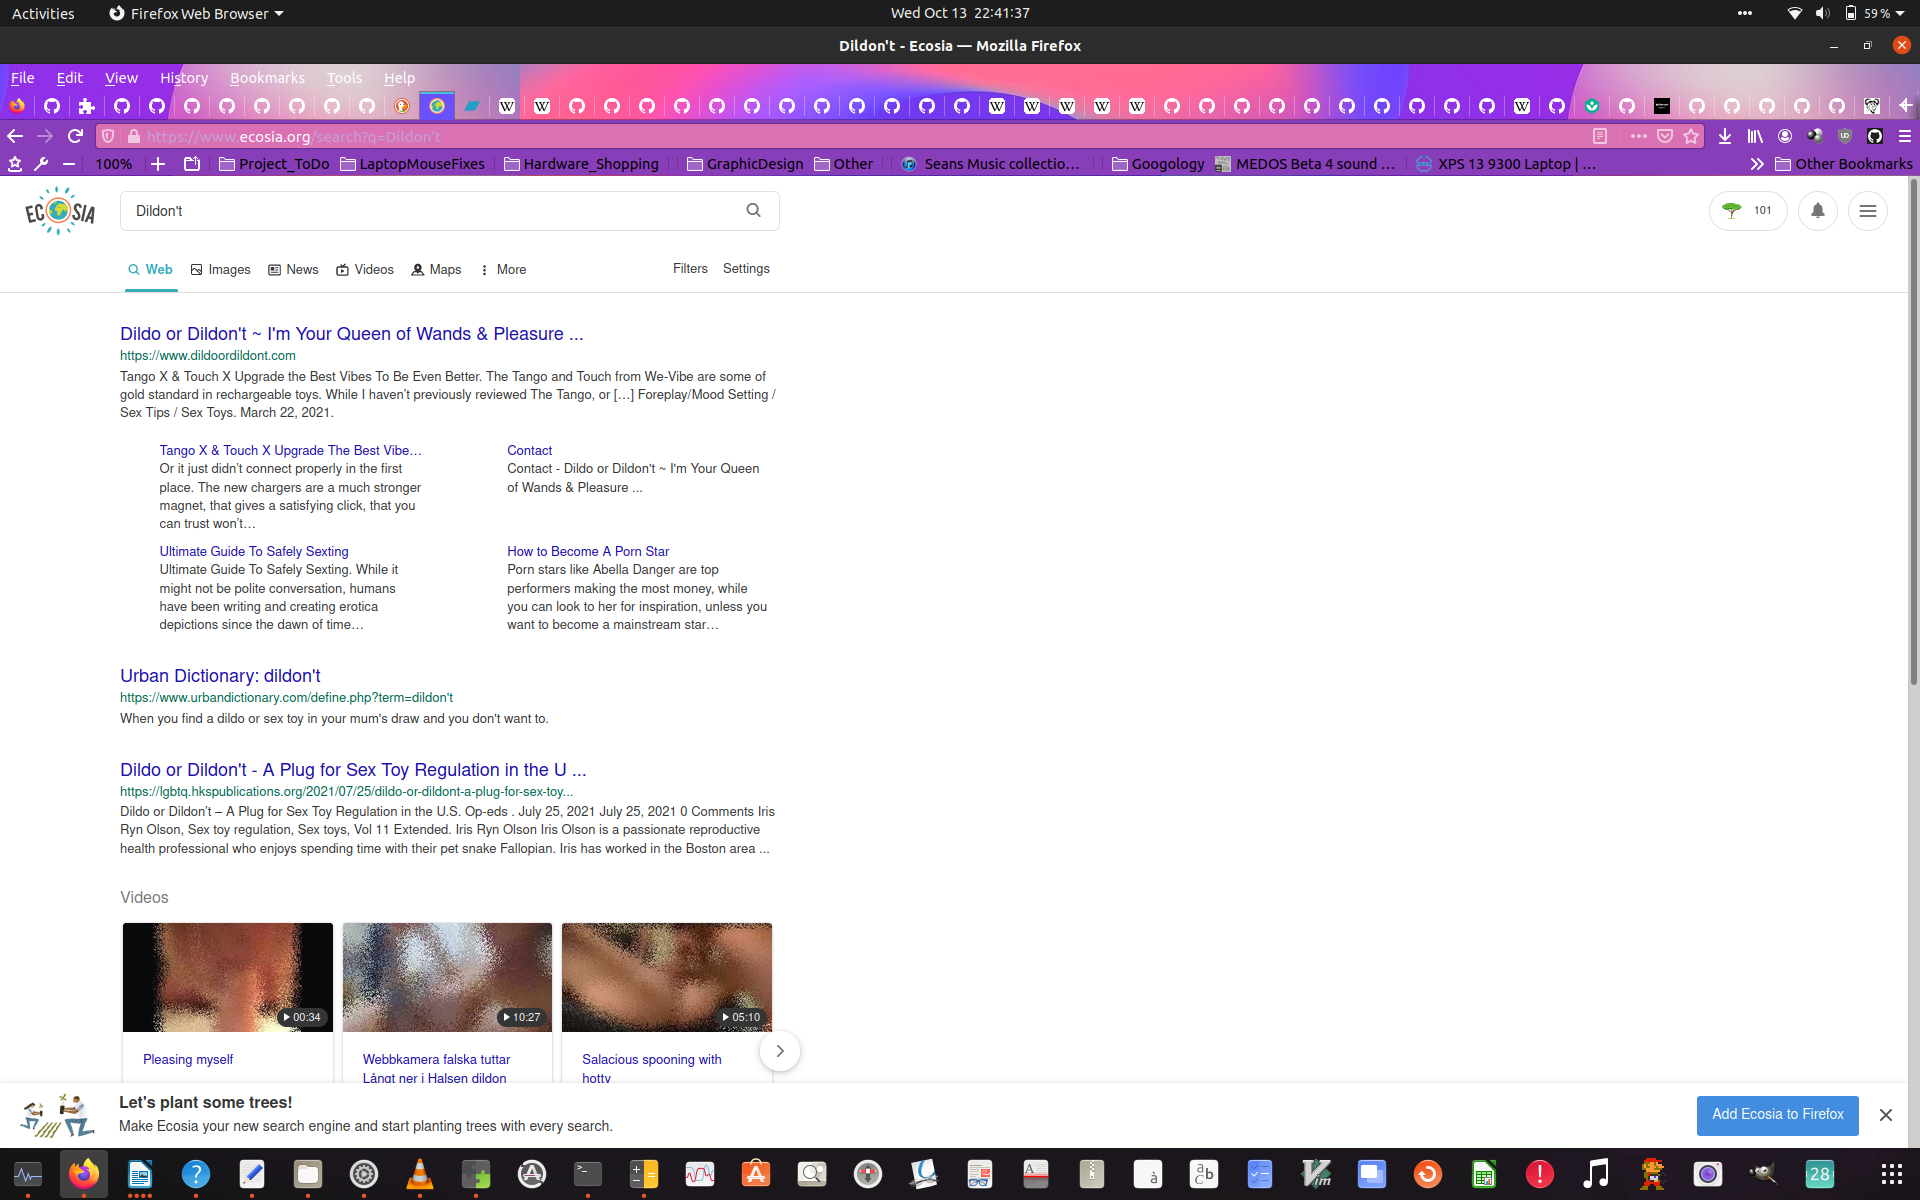 Activities
Firefox Web Browser
Wed Oct 13 22:41:37
59 %
Dildon't - Ecosia — Mozilla Firefox
File Edit View History Bookmarks Tools Help
https://www.ecosia.org/search?q=Dildon't
100%
Project_ToDo
LaptopMouseFixes
Hardware_Shopping
GraphicDesign
Other
Seans Music collectio…
Googology
MEDOS Beta 4 sound …
XPS 13 9300 Laptop | …
Other Bookmarks
ECOSIA
Dildon't
101
Web Images News Videos Maps More Filters Settings
Dildo or Dildon't ~ I'm Your Queen of Wands & Pleasure ...
https://www.dildoordildont.com
Tango X & Touch X Upgrade the Best Vibes To Be Even Better. The Tango and Touch from We-Vibe are some of
gold standard in rechargeable toys. While I haven't previously reviewed The Tango, or […] Foreplay/Mood Setting /
Sex Tips / Sex Toys. March 22, 2021.
Tango X & Touch X Upgrade The Best Vibe…
Or it just didn't connect properly in the first
place. The new chargers are a much stronger
magnet, that gives a satisfying click, that you
can trust won't…
Contact
Contact - Dildo or Dildon't ~ I'm Your Queen
of Wands & Pleasure ...
Ultimate Guide To Safely Sexting
Ultimate Guide To Safely Sexting. While it
might not be polite conversation, humans
have been writing and creating erotica
depictions since the dawn of time…
How to Become A Porn Star
Porn stars like Abella Danger are top
performers making the most money, while
you can look to her for inspiration, unless you
want to become a mainstream star…
Urban Dictionary: dildon't
https://www.urbandictionary.com/define.php?term=dildon't
When you find a dildo or sex toy in your mum's draw and you don't want to.
Dildo or Dildon't - A Plug for Sex Toy Regulation in the U ...
https://lgbtq.hkspublications.org/2021/07/25/dildo-or-dildont-a-plug-for-sex-toy...
Dildo or Dildon't – A Plug for Sex Toy Regulation in the U.S. Op-eds . July 25, 2021 July 25, 2021 0 Comments Iris
Ryn Olson, Sex toy regulation, Sex toys, Vol 11 Extended. Iris Ryn Olson Iris Olson is a passionate reproductive
health professional who enjoys spending time with their pet snake Fallopian. Iris has worked in the Boston area ...
Videos
00:34
10:27
05:10
Pleasing myself
Webbkamera falska tuttar
Långt ner i Halsen dildon
Salacious spooning with
hotty
Let's plant some trees!
Make Ecosia your new search engine and start planting trees with every search.
Add Ecosia to Firefox
28